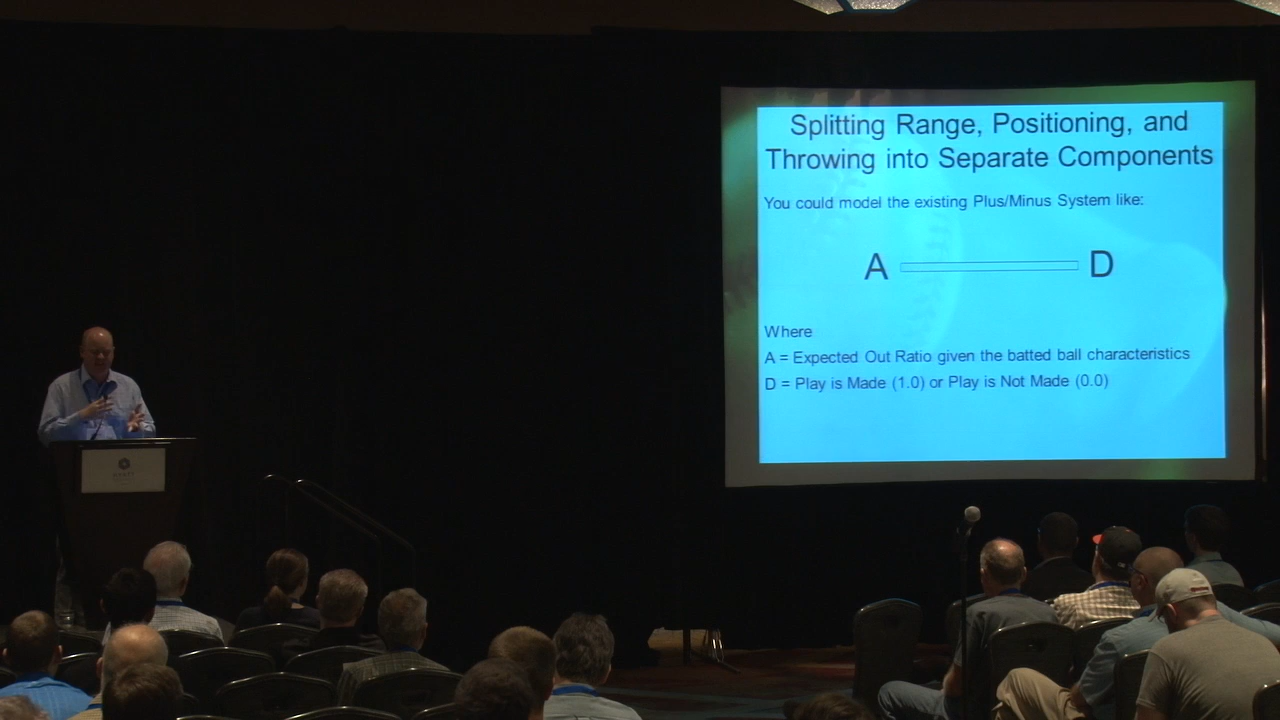 Splitting Range, Positioning, and
Throwing into Separate Components
You could model the existing Plus/Minus System like:
A D
Where
A = Expected Out Ratio given the batted ball characteristics
D = Play is Made (1.0) or Play is Not Made (0.0)